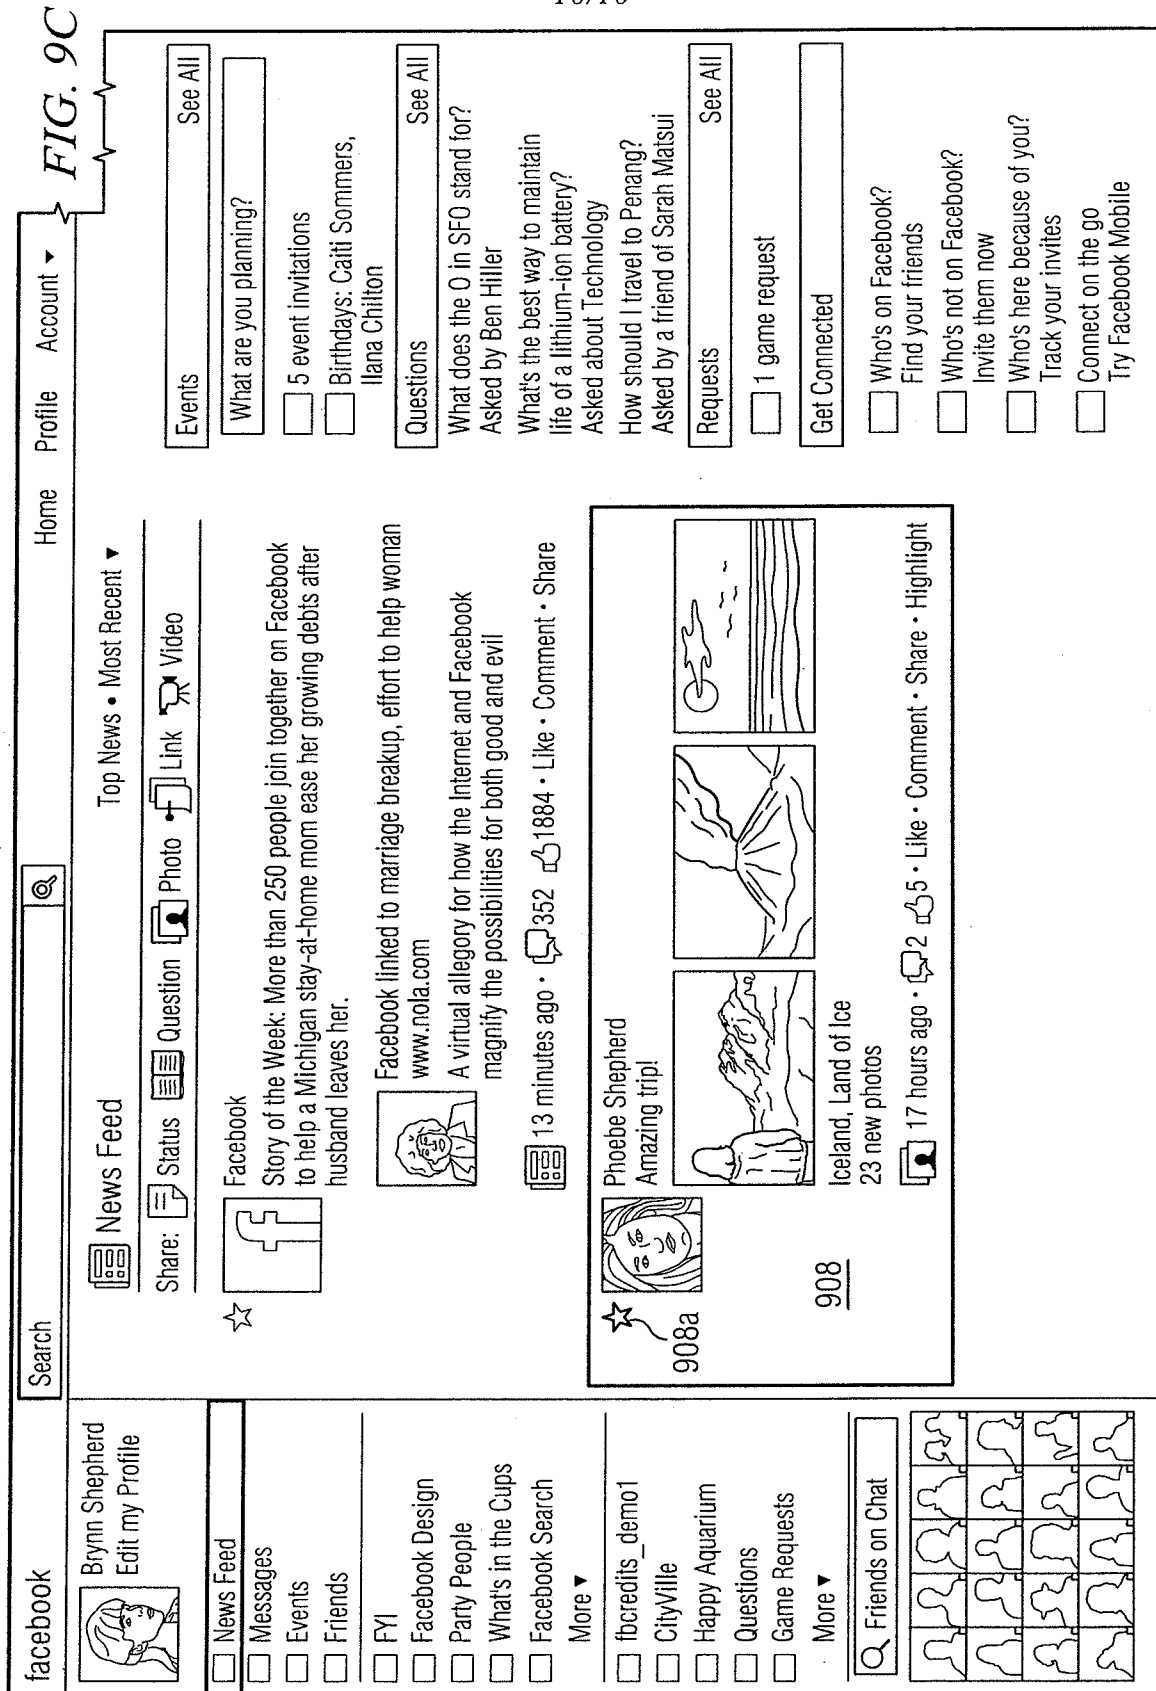 FIG. 9C
facebook
Search
Home Profile Account ▾
Brynn Shepherd
Edit my Profile
News Feed
Messages
Events
Friends
FYI
Facebook Design
Party People
What's in the Cups
Facebook Search
More ▾
fbcredits_demo1
CityVille
Happy Aquarium
Questions
Game Requests
More ▾
Friends on Chat
News Feed
Top News • Most Recent ▾
Share: Status Question Photo Link Video
Facebook
Story of the Week: More than 250 people join together on Facebook
to help a Michigan stay-at-home mom ease her growing debts after
husband leaves her.
Facebook linked to marriage breakup, effort to help woman
www.nola.com
A virtual allegory for how the Internet and Facebook
magnify the possibilities for both good and evil
13 minutes ago • 352 1884 • Like • Comment • Share
908a
Phoebe Shepherd
Amazing trip!
908
Iceland, Land of Ice
23 new photos
17 hours ago • 2 5 • Like • Comment • Share • Highlight
Events See All
What are you planning?
5 event invitations
Birthdays: Caiti Sommers,
Ilana Chilton
Questions See All
What does the O in SFO stand for?
Asked by Ben Hiller
What's the best way to maintain
life of a lithium-ion battery?
Asked about Technology
How should I travel to Penang?
Asked by a friend of Sarah Matsui
Requests See All
1 game request
Get Connected
Who's on Facebook?
Find your friends
Who's not on Facebook?
Invite them now
Who's here because of you?
Track your invites
Connect on the go
Try Facebook Mobile